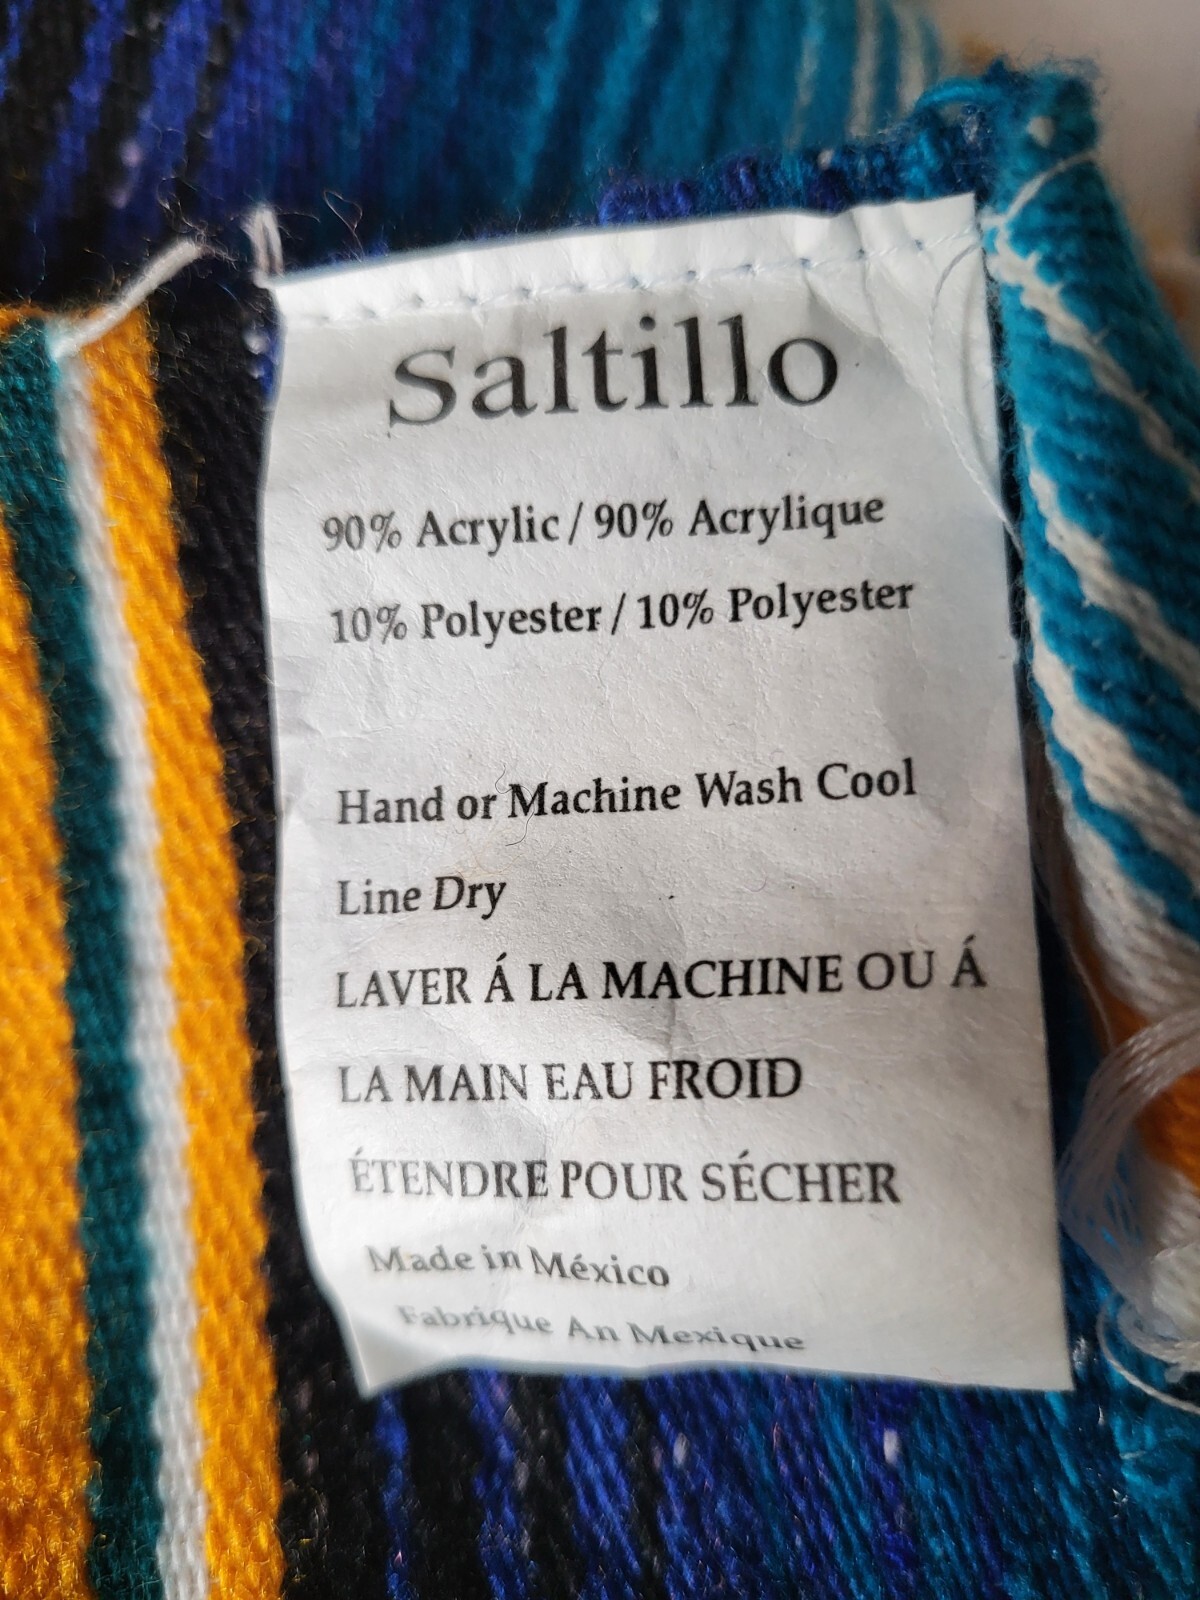 Saltillo
90% Acrylic / 90% Acrylique
10% Polyester / 10% Polyester
Hand or Machine Wash Cool
Line Dry
LAVER Á LA MACHINE OU Á
LA MAIN EAU FROID
ÉTENDRE POUR SÉCHER
Made in México
Fabrique An Mexique